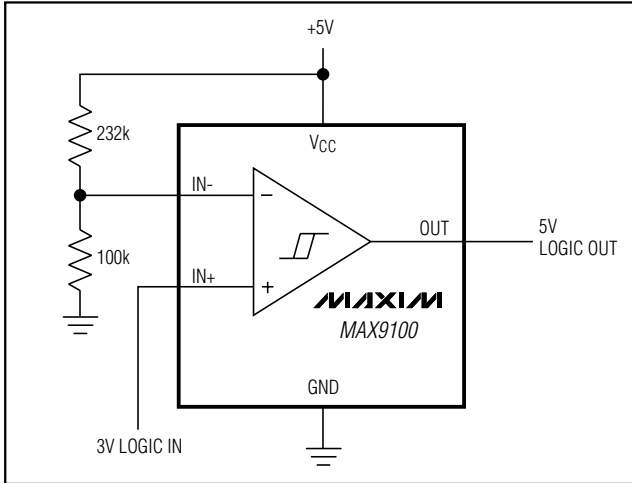 +5V
232k
VCC
IN-
−
OUT
5V
LOGIC OUT
100k
IN+
+
MAXIM
MAX9100
GND
3V LOGIC IN